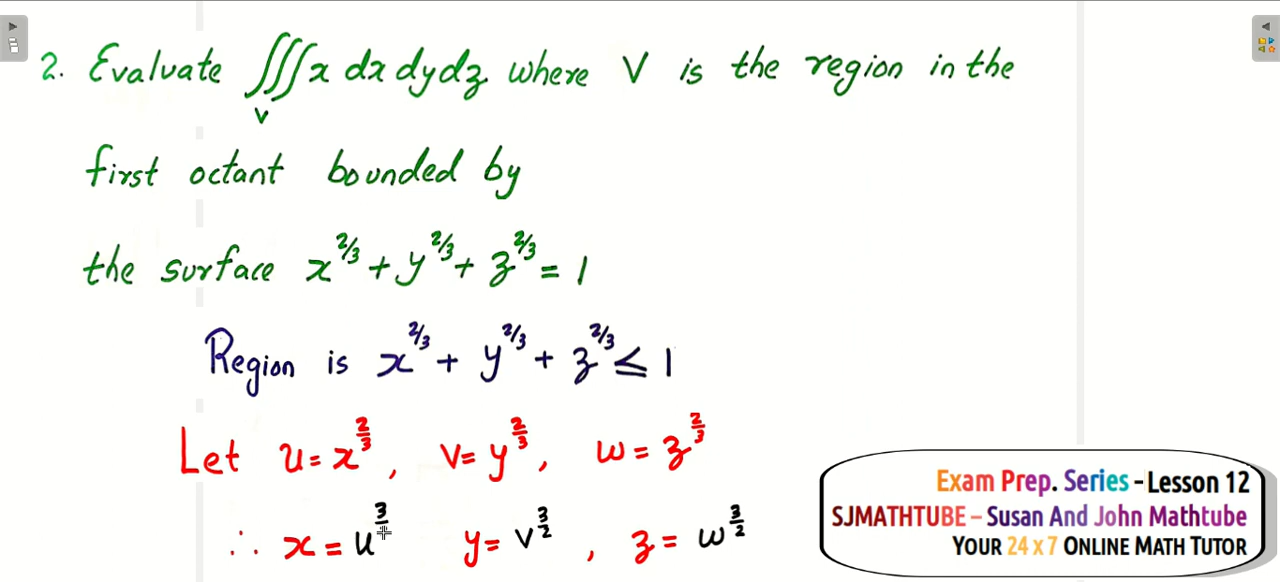 2. Evaluate ∭_V x dx dy dz where V is the region in the
first octant bounded by
the surface x^{2/3} + y^{2/3} + z^{2/3} = 1
Region is x^{2/3} + y^{2/3} + z^{2/3} ≤ 1
Let u = x^{2/3}, v = y^{2/3}, w = z^{2/3}
∴ x = u^{3/2} y = v^{3/2}, z = w^{3/2}
Exam Prep. Series - Lesson 12
SJMATHTUBE – Susan And John Mathtube
YOUR 24 x 7 ONLINE MATH TUTOR